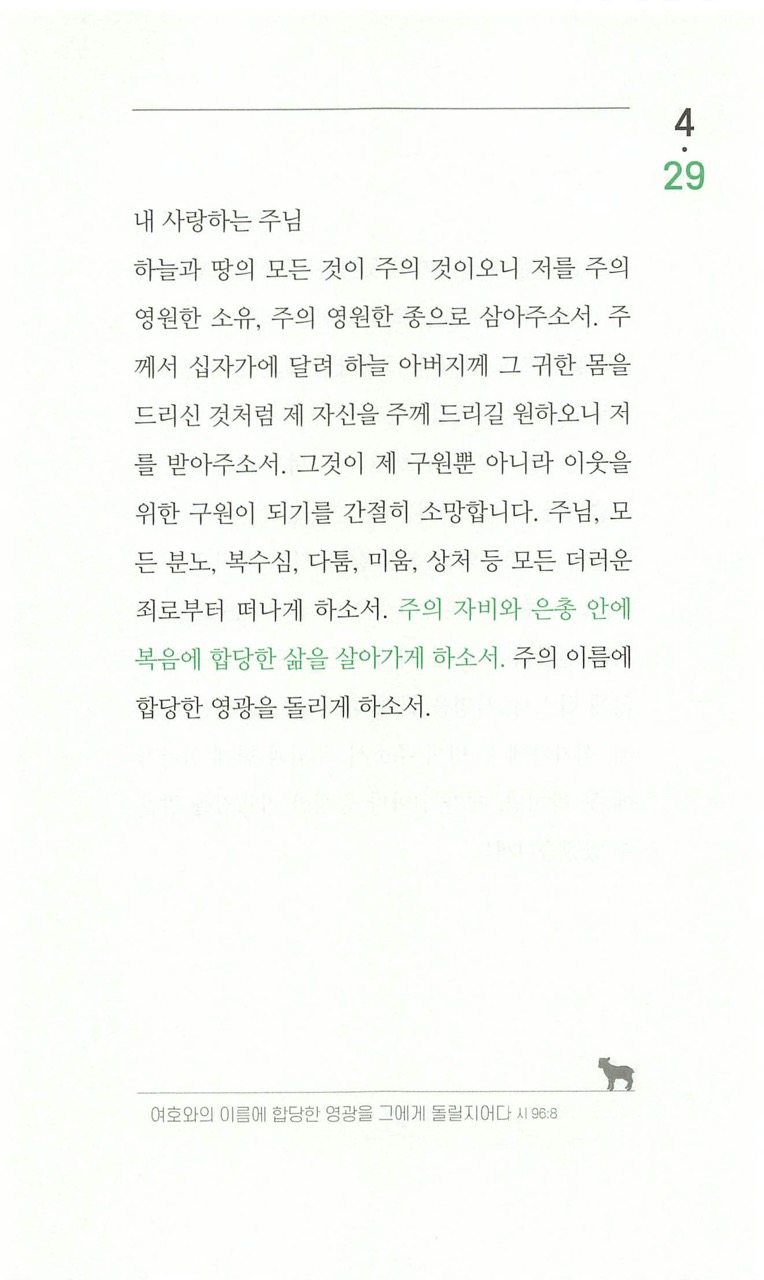 4
.
29
내 사랑하는 주님
하늘과 땅의 모든 것이 주의 것이오니 저를 주의
영원한 소유, 주의 영원한 종으로 삼아주소서. 주
께서 십자가에 달려 하늘 아버지께 그 귀한 몸을
드리신 것처럼 제 자신을 주께 드리길 원하오니 저
를 받아주소서. 그것이 제 구원뿐 아니라 이웃을
위한 구원이 되기를 간절히 소망합니다. 주님, 모
든 분노, 복수심, 다툼, 미움, 상처 등 모든 더러운
죄로부터 떠나게 하소서. 주의 자비와 은총 안에
복음에 합당한 삶을 살아가게 하소서. 주의 이름에
합당한 영광을 돌리게 하소서.
여호와의 이름에 합당한 영광을 그에게 돌릴지어다 시 96:8